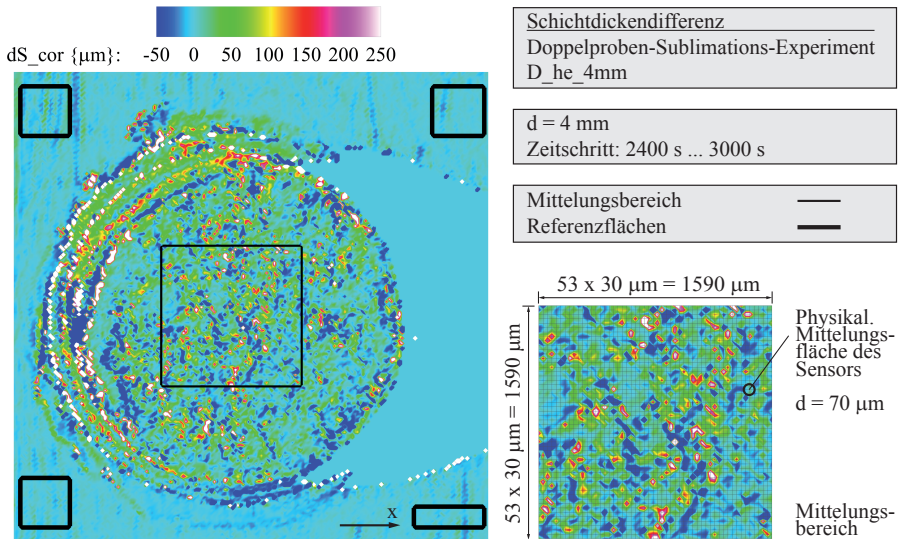 dS_cor {μm}: -50 0 50 100 150 200 250
x
Schichtdickendifferenz
Doppelproben-Sublimations-Experiment
D_he_4mm
d = 4 mm
Zeitschritt: 2400 s ... 3000 s
Mittelungsbereich
Referenzflächen
53 x 30 μm = 1590 μm
53 x 30 μm = 1590 μm
Physikal.
Mittelungs-
fläche des
Sensors
d = 70 μm
Mittelungs-
bereich